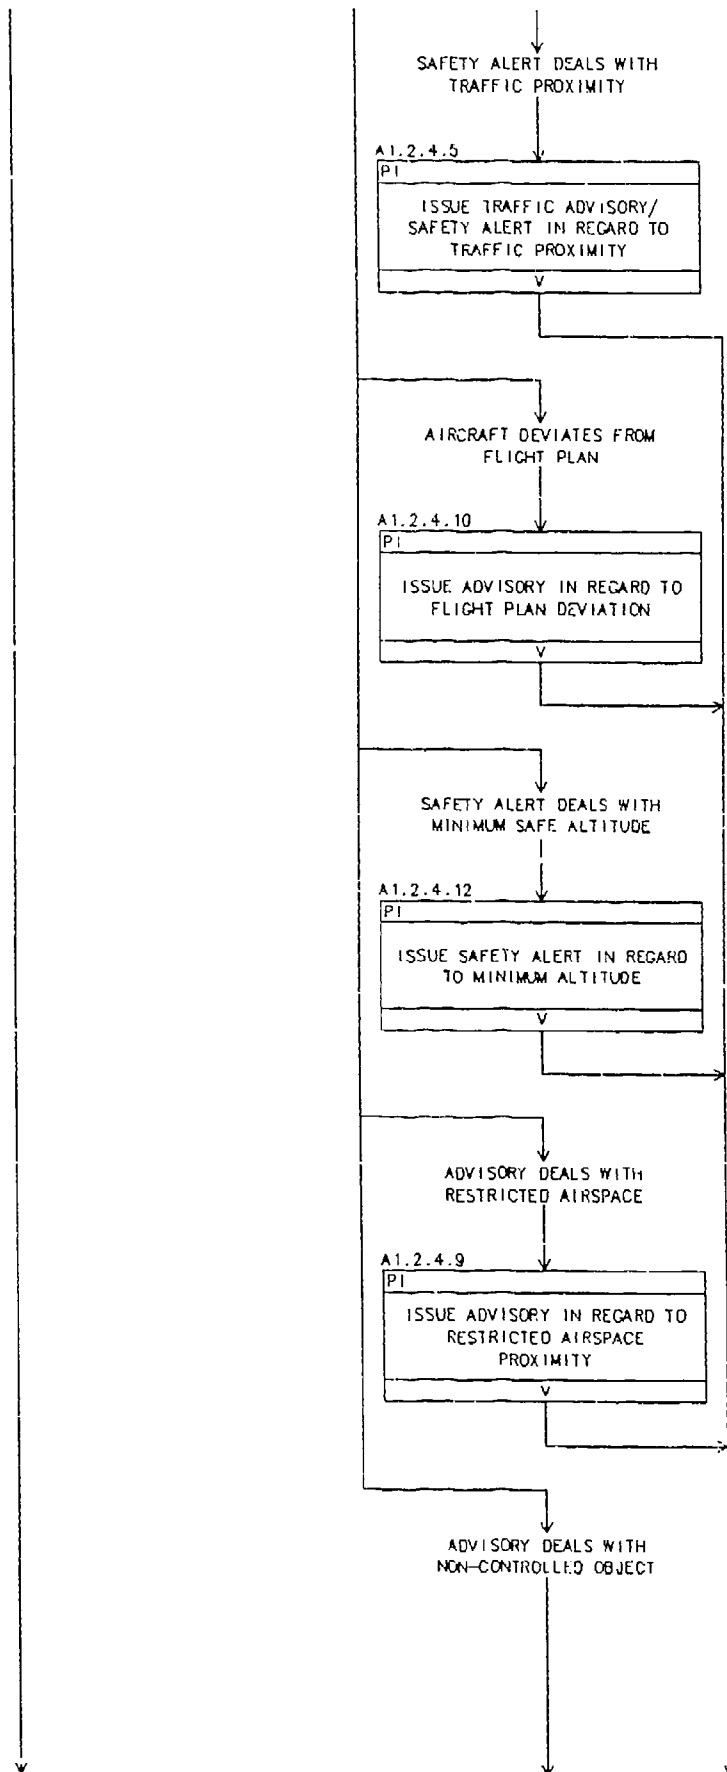 SAFETY ALERT DEALS WITH
TRAFFIC PROXIMITY
A1.2.4.5
PI
ISSUE TRAFFIC ADVISORY/
SAFETY ALERT IN REGARD TO
TRAFFIC PROXIMITY
V
AIRCRAFT DEVIATES FROM
FLIGHT PLAN
A1.2.4.10
PI
ISSUE ADVISORY IN REGARD TO
FLIGHT PLAN DEVIATION
V
SAFETY ALERT DEALS WITH
MINIMUM SAFE ALTITUDE
A1.2.4.12
PI
ISSUE SAFETY ALERT IN REGARD
TO MINIMUM ALTITUDE
V
ADVISORY DEALS WITH
RESTRICTED AIRSPACE
A1.2.4.9
PI
ISSUE ADVISORY IN REGARD TO
RESTRICTED AIRSPACE
PROXIMITY
V
ADVISORY DEALS WITH
NON-CONTROLLED OBJECT